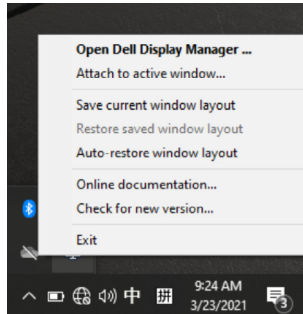 Open Dell Display Manager ...
Attach to active window...
Save current window layout
Restore saved window layout
Auto-restore window layout
Online documentation...
Check for new version...
Exit
中 拼 9:24 AM
3/23/2021
3